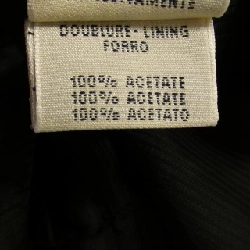 DOUBLURE - LINING
FORRO
100% ACETATE
100% ACETATE
100% ACETATO